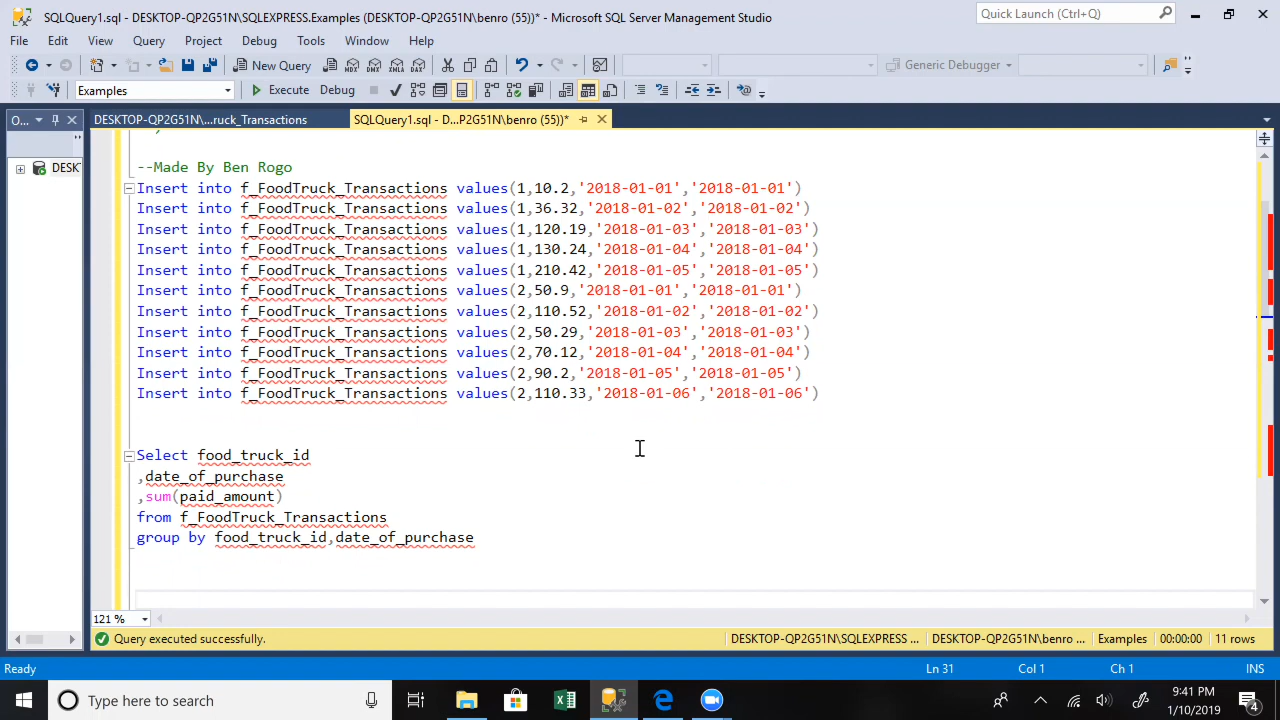 SQLQuery1.sql - DESKTOP-QP2G51N\SQLEXPRESS.Examples (DESKTOP-QP2G51N\benro (55))* - Microsoft SQL Server Management Studio
Quick Launch (Ctrl+Q)
File Edit View Query Project Debug Tools Window Help
New Query MDX DMX XMLA DAX Generic Debugger
Examples Execute Debug
O... DESKTOP-QP2G51N\...ruck_Transactions SQLQuery1.sql - D...P2G51N\benro (55))*
DESKT
--Made By Ben Rogo
Insert into f_FoodTruck_Transactions values(1,10.2,'2018-01-01','2018-01-01')
Insert into f_FoodTruck_Transactions values(1,36.32,'2018-01-02','2018-01-02')
Insert into f_FoodTruck_Transactions values(1,120.19,'2018-01-03','2018-01-03')
Insert into f_FoodTruck_Transactions values(1,130.24,'2018-01-04','2018-01-04')
Insert into f_FoodTruck_Transactions values(1,210.42,'2018-01-05','2018-01-05')
Insert into f_FoodTruck_Transactions values(2,50.9,'2018-01-01','2018-01-01')
Insert into f_FoodTruck_Transactions values(2,110.52,'2018-01-02','2018-01-02')
Insert into f_FoodTruck_Transactions values(2,50.29,'2018-01-03','2018-01-03')
Insert into f_FoodTruck_Transactions values(2,70.12,'2018-01-04','2018-01-04')
Insert into f_FoodTruck_Transactions values(2,90.2,'2018-01-05','2018-01-05')
Insert into f_FoodTruck_Transactions values(2,110.33,'2018-01-06','2018-01-06')
Select food_truck_id
,date_of_purchase
,sum(paid_amount)
from f_FoodTruck_Transactions
group by food_truck_id,date_of_purchase
121 %
Query executed successfully. DESKTOP-QP2G51N\SQLEXPRESS ... DESKTOP-QP2G51N\benro ... Examples 00:00:00 11 rows
Ready Ln 31 Col 1 Ch 1 INS
Type here to search 9:41 PM
1/10/2019 4